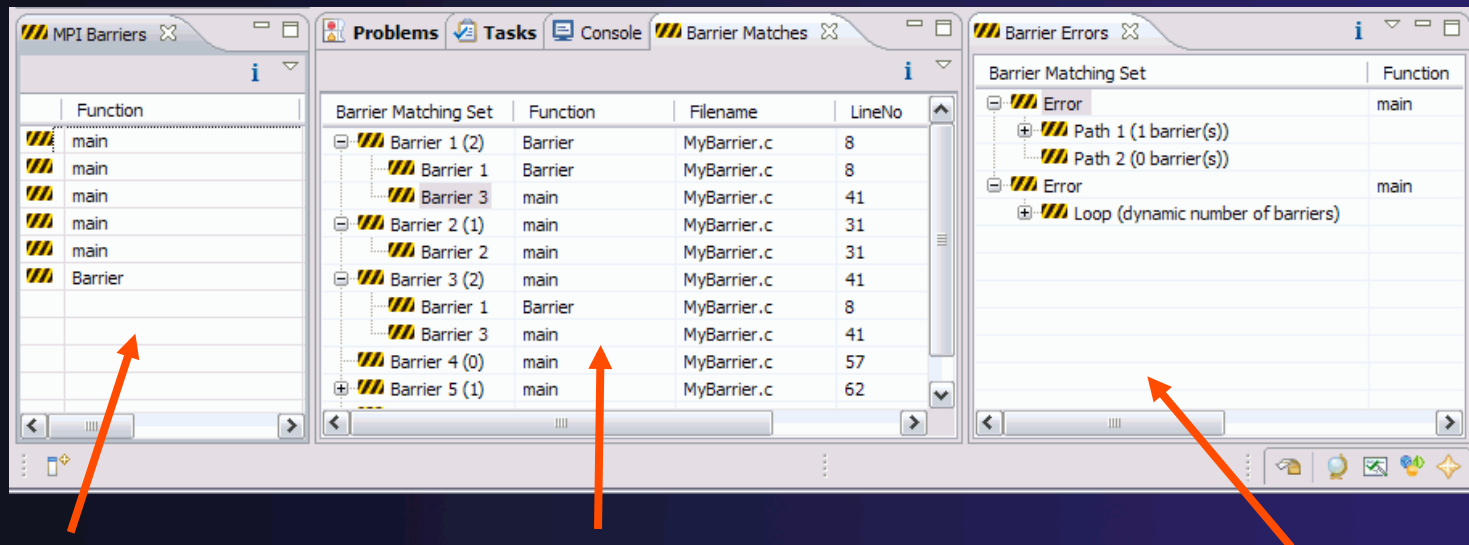 MPI Barriers
Function
main
main
main
main
main
Barrier
Problems Tasks Console Barrier Matches
Barrier Matching Set Function Filename LineNo
Barrier 1 (2) Barrier MyBarrier.c 8
Barrier 1 Barrier MyBarrier.c 8
Barrier 3 main MyBarrier.c 41
Barrier 2 (1) main MyBarrier.c 31
Barrier 2 main MyBarrier.c 31
Barrier 3 (2) main MyBarrier.c 41
Barrier 1 Barrier MyBarrier.c 8
Barrier 3 main MyBarrier.c 41
Barrier 4 (0) main MyBarrier.c 57
Barrier 5 (1) main MyBarrier.c 62
Barrier Errors
Barrier Matching Set Function
Error main
Path 1 (1 barrier(s))
Path 2 (0 barrier(s))
Error main
Loop (dynamic number of barriers)